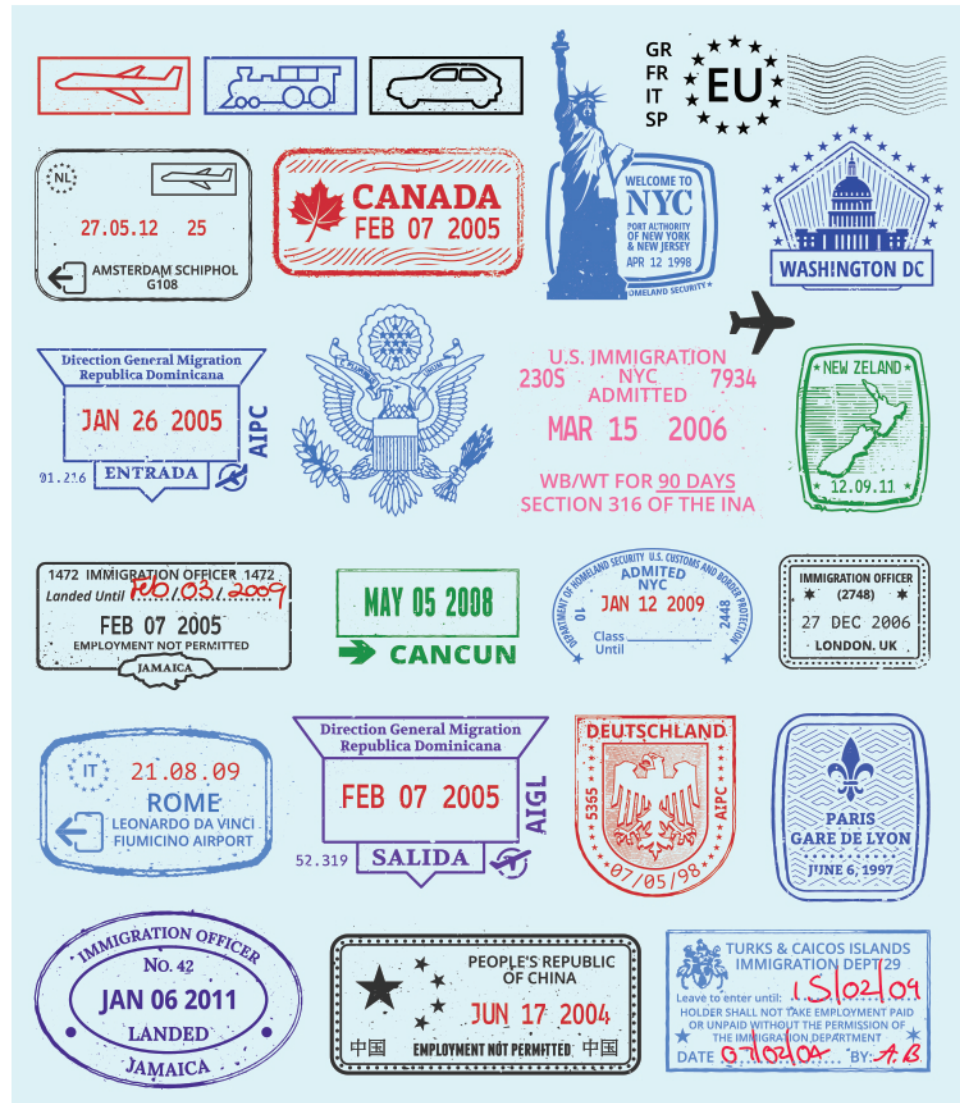 GR
FR
IT
SP
EU
NL
27.05.12 25
AMSTERDAM SCHIPHOL
G108
CANADA
FEB 07 2005
WELCOME TO
NYC
PORT AUTHORITY
OF NEW YORK
& NEW JERSEY
APR 12 1998
OMELAND SECURITY
WASHINGTON DC
Direction General Migration
Republica Dominicana
JAN 26 2005
AIPC
91.216 ENTRADA
UNUM
U.S. JMMIGRATION
230S NYC 7934
ADMITTED
MAR 15 2006
WB/WT FOR 90 DAYS
SECTION 316 OF THE INA
NEW ZELAND
12.09.11
1472 IMMIGRATION OFFICER 1472
Landed Until Feb/03/2009
FEB 07 2005
EMPLOYMENT NOT PERMITTED
JAMAICA
MAY 05 2008
CANCUN
DEPARTMENT OF HOMELAND SECURITY U.S. CUSTOMS AND BORDER PROTECTION
ADMITED
NYC
JAN 12 2009
10 2448
Class
Until
IMMIGRATION OFFICER
(2748)
27 DEC 2006
LONDON. UK
IT 21.08.09
ROME
LEONARDO DA VINCI
FIUMICINO AIRPORT
Direction General Migration
Republica Dominicana
FEB 07 2005
AIGL
52.319 SALIDA
DEUTSCHLAND
5365 AIPC
07/05/98
PARIS
GARE DE LYON
JUNE 6, 1997
IMMIGRATION OFFICER
No. 42
JAN 06 2011
LANDED
JAMAICA
PEOPLE'S REPUBLIC
OF CHINA
JUN 17 2004
中国 EMPLOYMENT NOT PERMITTED 中国
TURKS & CAICOS ISLANDS
IMMIGRATION DEPT/29
Leave to enter until: 15/02/09
HOLDER SHALL NOT TAKE EMPLOYMENT PAID
OR UNPAID WITHOUT THE PERMISSION OF
THE IMMIGRATION DEPARTMENT
DATE 07/02/04 BY: A.B.